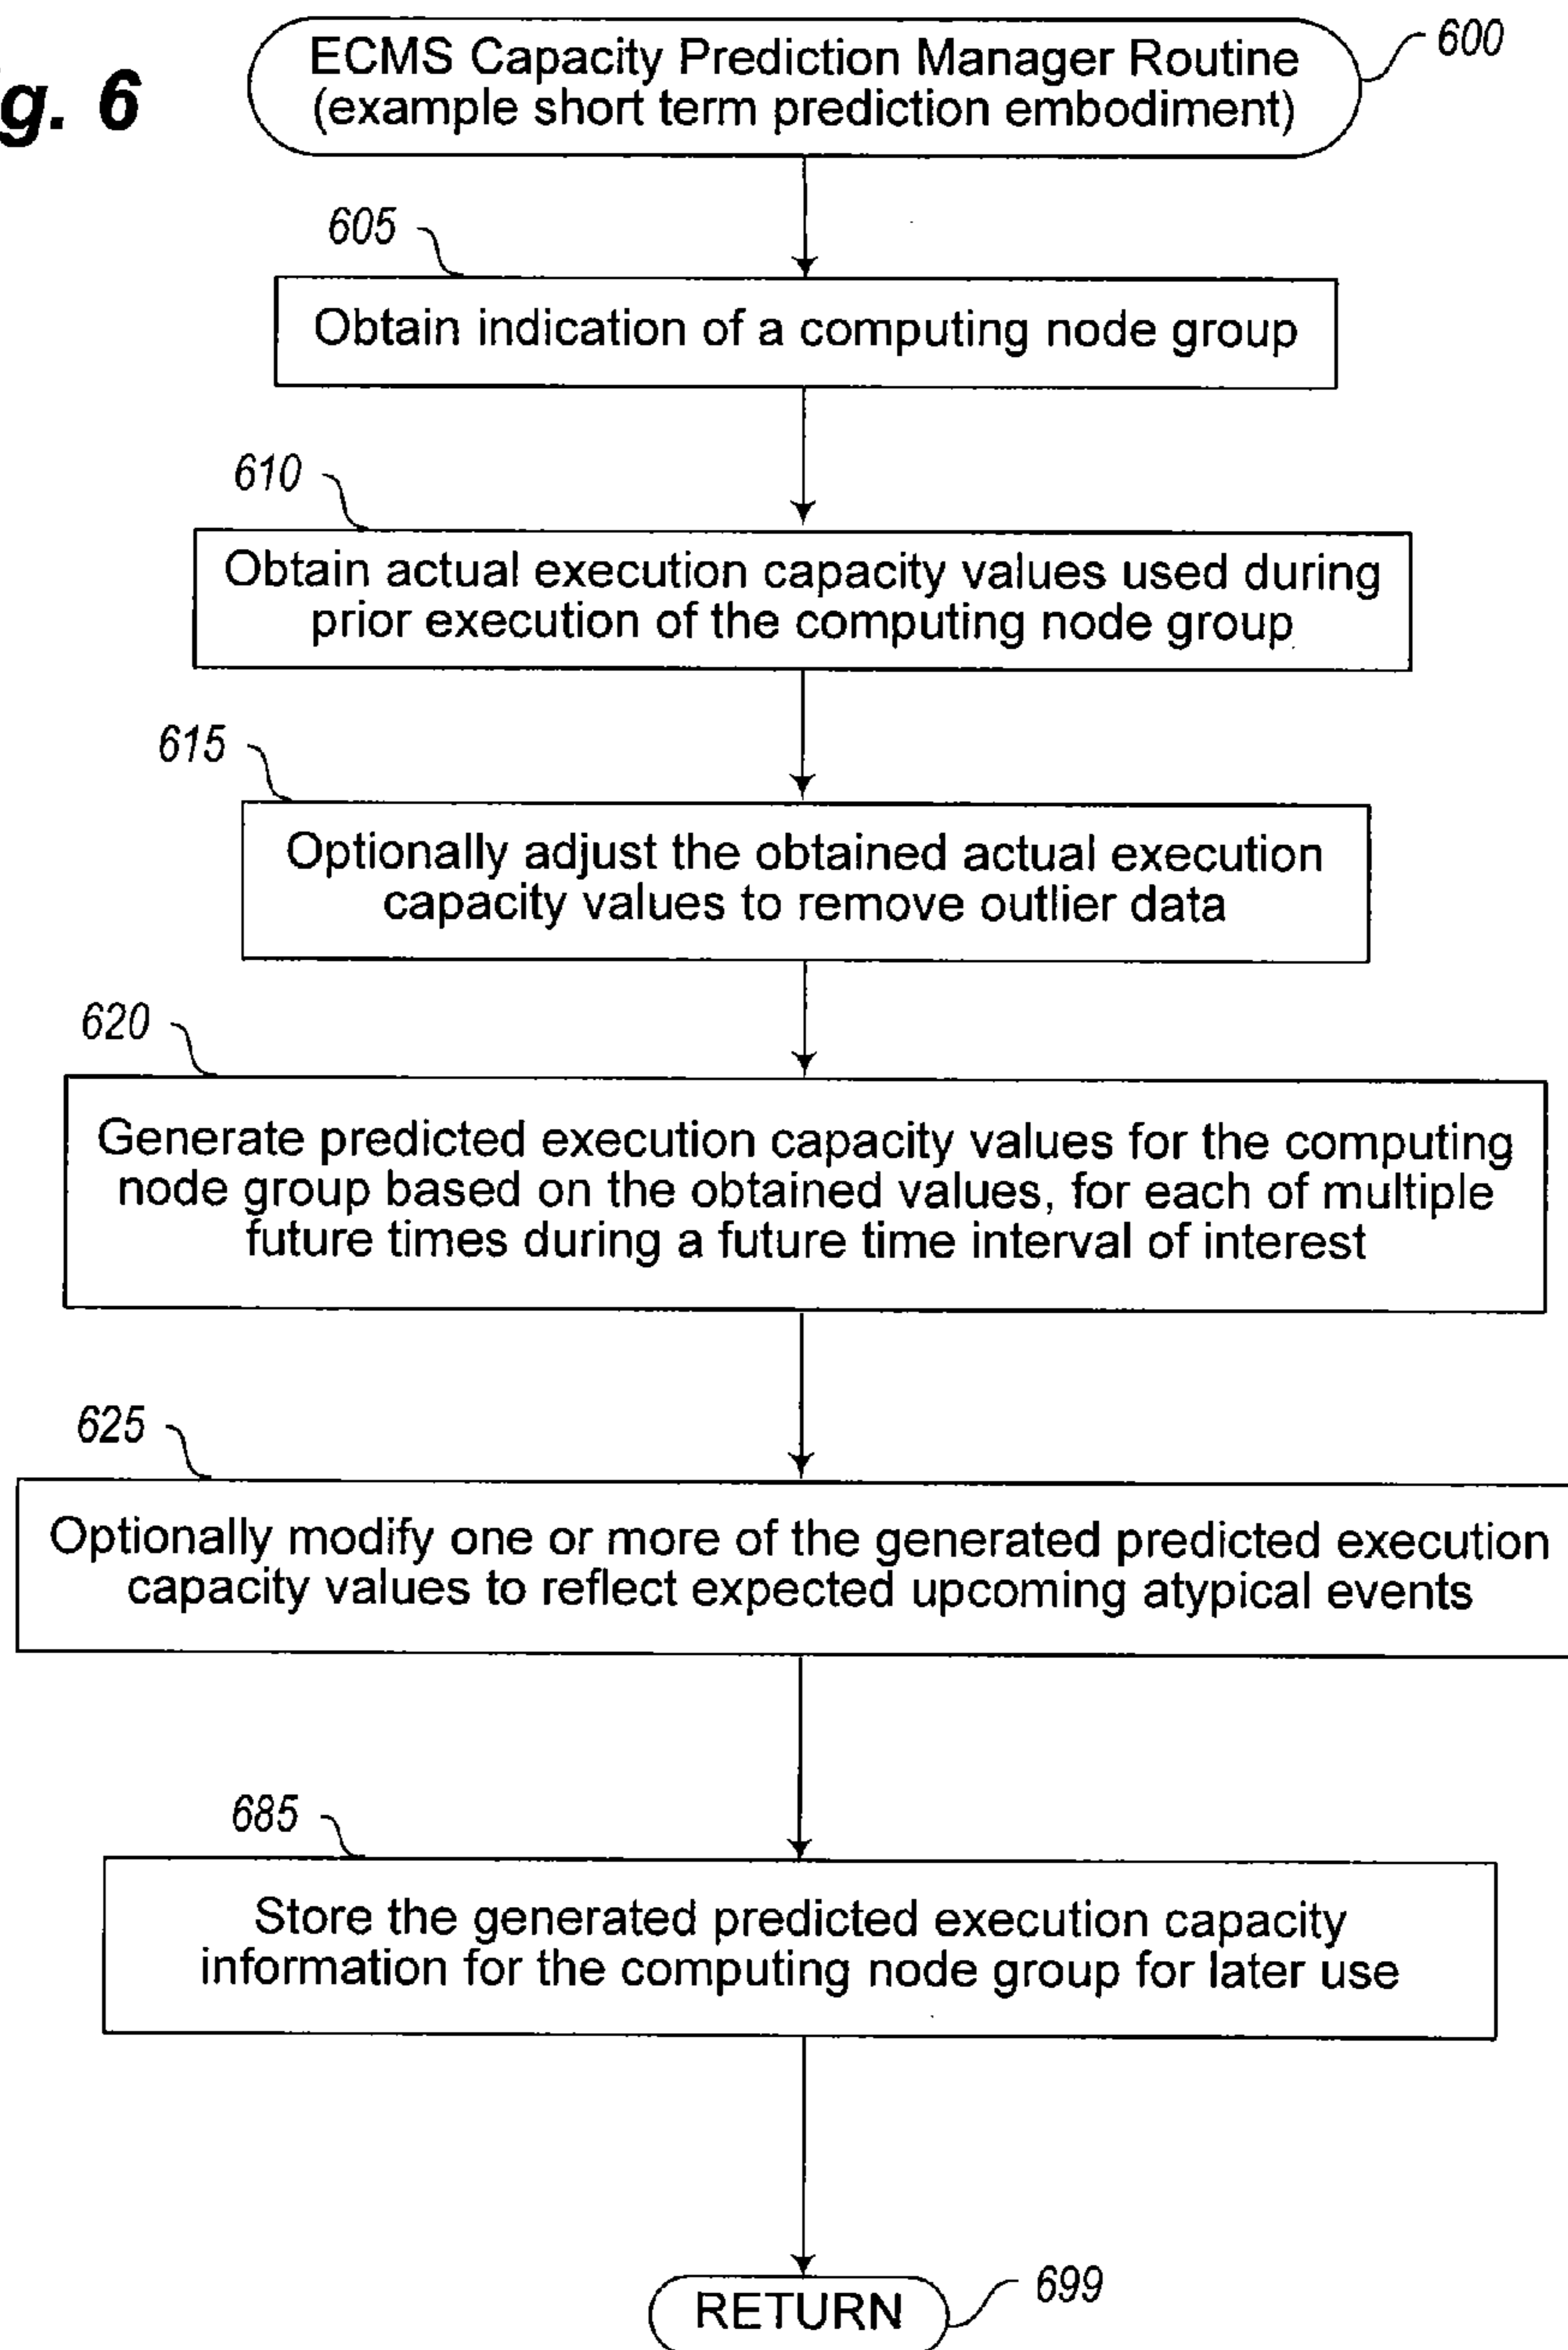 g. 6
ECMS Capacity Prediction Manager Routine
(example short term prediction embodiment)
600
605
Obtain indication of a computing node group
610
Obtain actual execution capacity values used during
prior execution of the computing node group
615
Optionally adjust the obtained actual execution
capacity values to remove outlier data
620
Generate predicted execution capacity values for the computing
node group based on the obtained values, for each of multiple
future times during a future time interval of interest
625
Optionally modify one or more of the generated predicted execution
capacity values to reflect expected upcoming atypical events
685
Store the generated predicted execution capacity
information for the computing node group for later use
RETURN
699